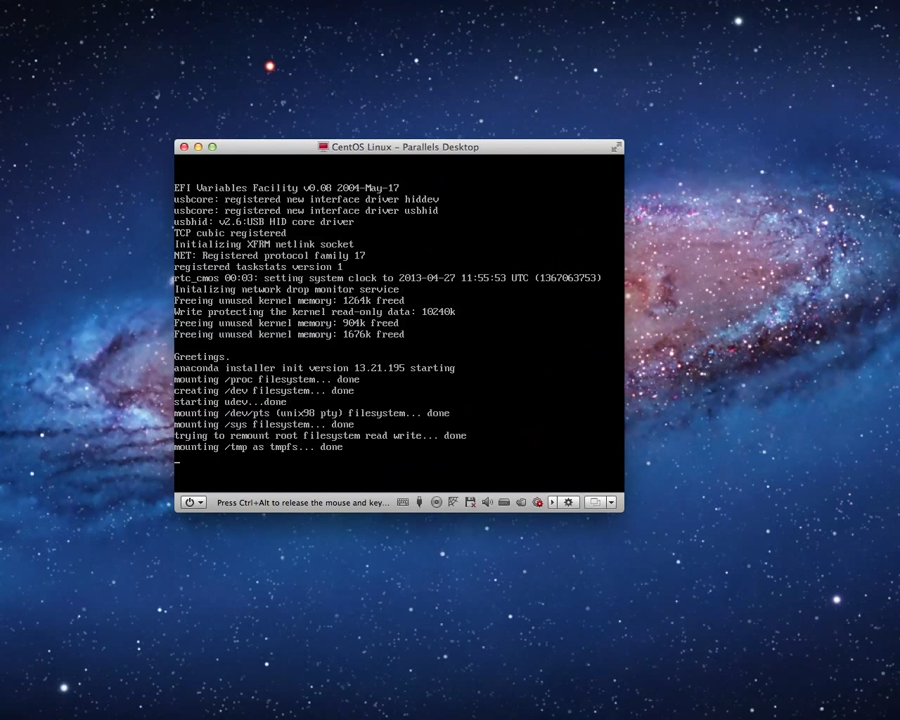 CentOS Linux - Parallels Desktop
EFI Variables Facility v0.08 2004-May-17
usbcore: registered new interface driver hiddev
usbcore: registered new interface driver usbhid
usbhid: v2.6:USB HID core driver
TCP cubic registered
Initializing XFRM netlink socket
NET: Registered protocol family 17
registered taskstats version 1
rtc_cmos 00:03: setting system clock to 2013-04-27 11:55:53 UTC (1367063753)
Initalizing network drop monitor service
Freeing unused kernel memory: 1264k freed
Write protecting the kernel read-only data: 10240k
Freeing unused kernel memory: 904k freed
Freeing unused kernel memory: 1676k freed
Greetings.
anaconda installer init version 13.21.195 starting
mounting /proc filesystem... done
creating /dev filesystem... done
starting udev...done
mounting /dev/pts (unix98 pty) filesystem... done
mounting /sys filesystem... done
trying to remount root filesystem read write... done
mounting /tmp as tmpfs... done
Press Ctrl+Alt to release the mouse and key...